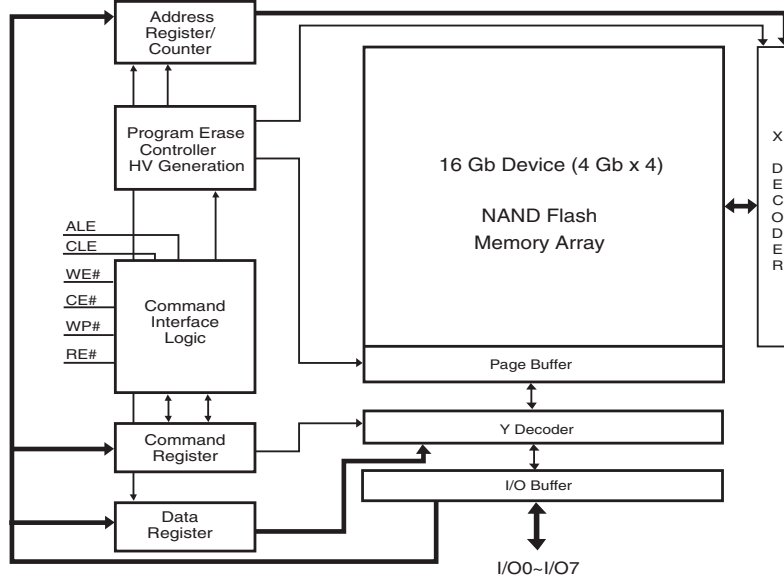 Address
Register/
Counter
Program Erase
Controller
HV Generation
16 Gb Device (4 Gb x 4)
NAND Flash
Memory Array
X
D
E
C
O
D
E
R
ALE
CLE
WE#
CE#
WP#
RE#
Command
Interface
Logic
Page Buffer
Command
Register
Y Decoder
I/O Buffer
Data
Register
I/O0~I/O7